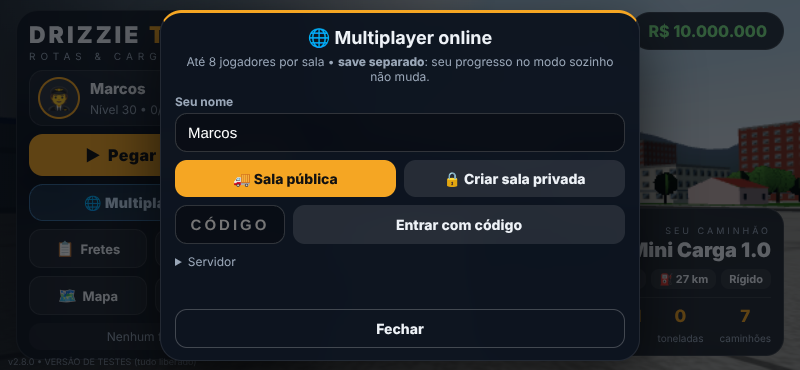 DRIZZIE
ROTAS & CARG
Marcos
Nível 30 • 0/
▶ Pegar
🌐 Multipla
📋 Fretes
🗺️ Mapa
Nenhum f
v2.8.0 • VERSÃO DE TESTES (tudo liberado)
🌐 Multiplayer online
Até 8 jogadores por sala • save separado: seu progresso no modo sozinho
não muda.
Seu nome
Marcos
🚚 Sala pública
🔒 Criar sala privada
CÓDIGO
Entrar com código
▶ Servidor
Fechar
R$ 10.000.000
SEU CAMINHÃO
Mini Carga 1.0
⛽ 27 km
Rígido
0
7
toneladas
caminhões